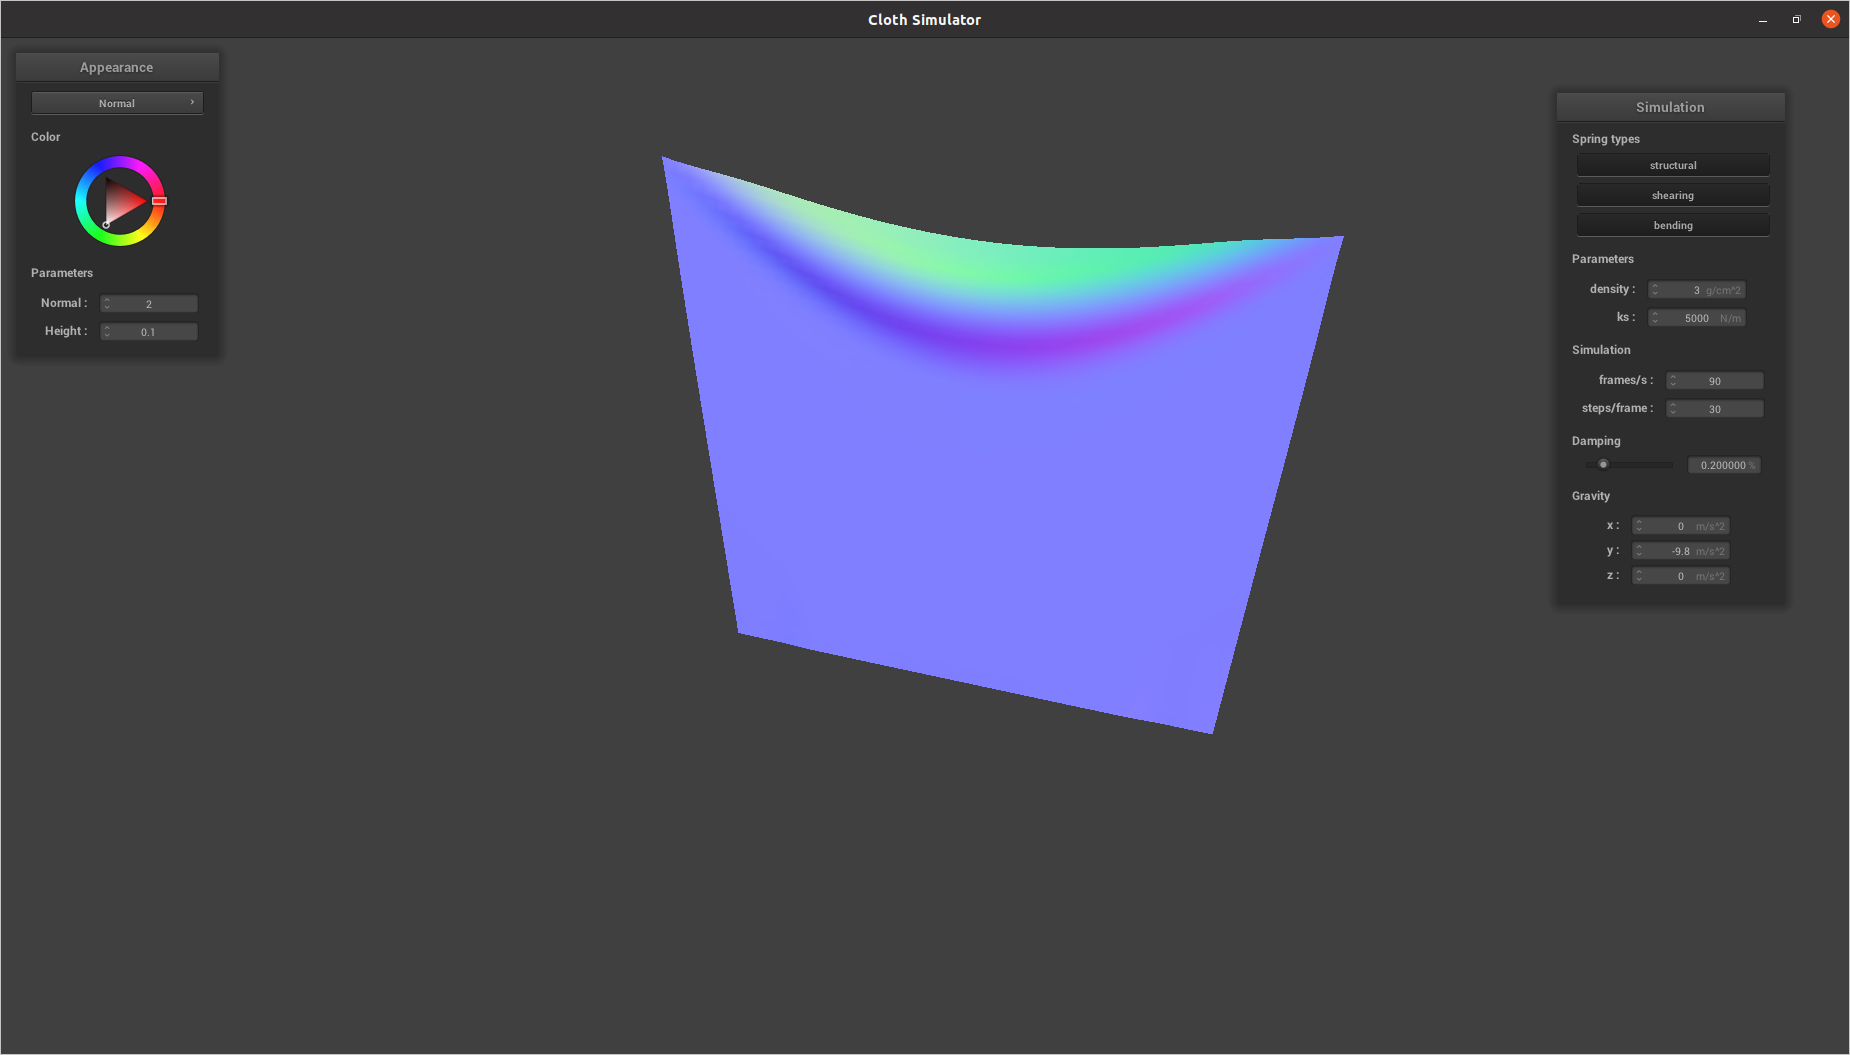 Cloth Simulator
Appearance
Normal
Color
Parameters
Normal : 2
Height : 0.1
Simulation
Spring types
structural
shearing
bending
Parameters
density : 3 g/cm^2
ks : 5000 N/m
Simulation
frames/s : 90
steps/frame : 30
Damping
0.200000 %
Gravity
x : 0 m/s^2
y : -9.8 m/s^2
z : 0 m/s^2